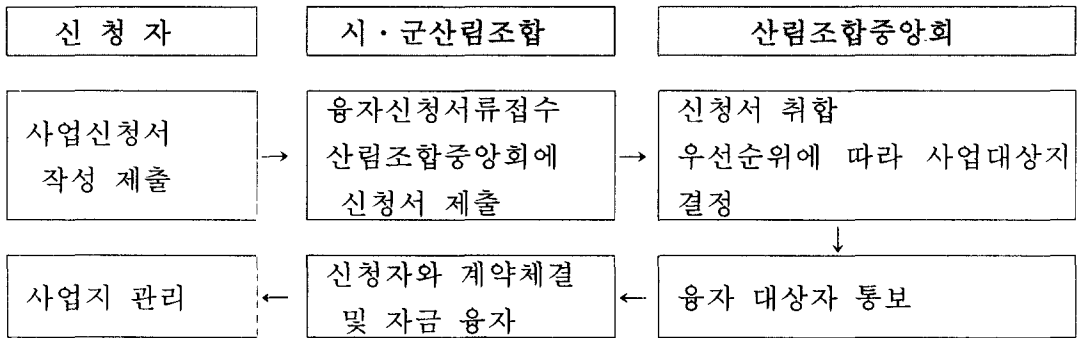 신 청 자
시·군산림조합
산림조합중앙회
사업신청서
작성 제출
→
융자신청서류접수
산림조합중앙회에
신청서 제출
→
신청서 취합
우선순위에 따라 사업대상지
결정
↓
사업지 관리
←
신청자와 계약체결
및 자금 융자
←
융자 대상자 통보